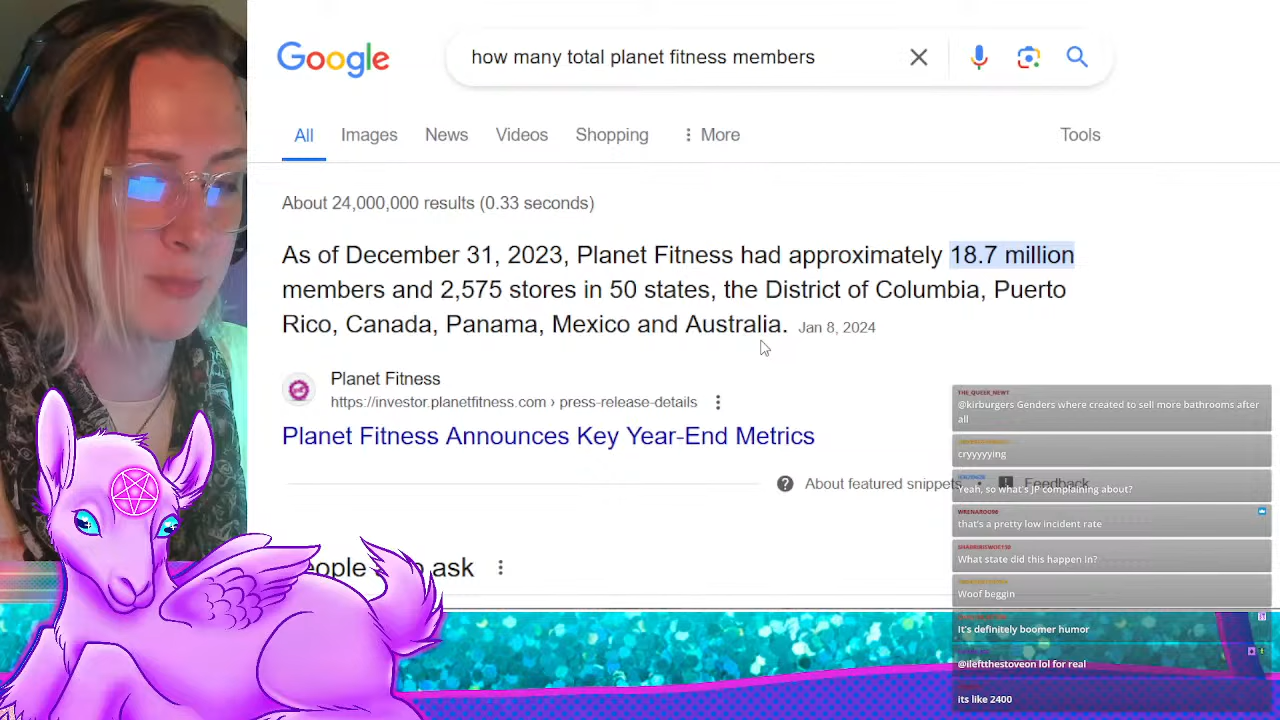 Google
how many total planet fitness members
All
Images
News
Videos
Shopping
More
Tools
About 24,000,000 results (0.33 seconds)
As of December 31, 2023, Planet Fitness had approximately 18.7 million
members and 2,575 stores in 50 states, the District of Columbia, Puerto
Rico, Canada, Panama, Mexico and Australia. Jan 8, 2024
Planet Fitness
https://investor.planetfitness.com › press-release-details
Planet Fitness Announces Key Year-End Metrics
About featured snippets
Feedback
eople
ask
THE_QUEER_NEWT
@kirburgers Genders where created to sell more bathrooms after
all
cryyyyying
Yeah, so what's JP complaining about?
that's a pretty low incident rate
What state did this happen in?
Woof beggin
It's definitely boomer humor
@ileftthestoveon lol for real
its like 2400